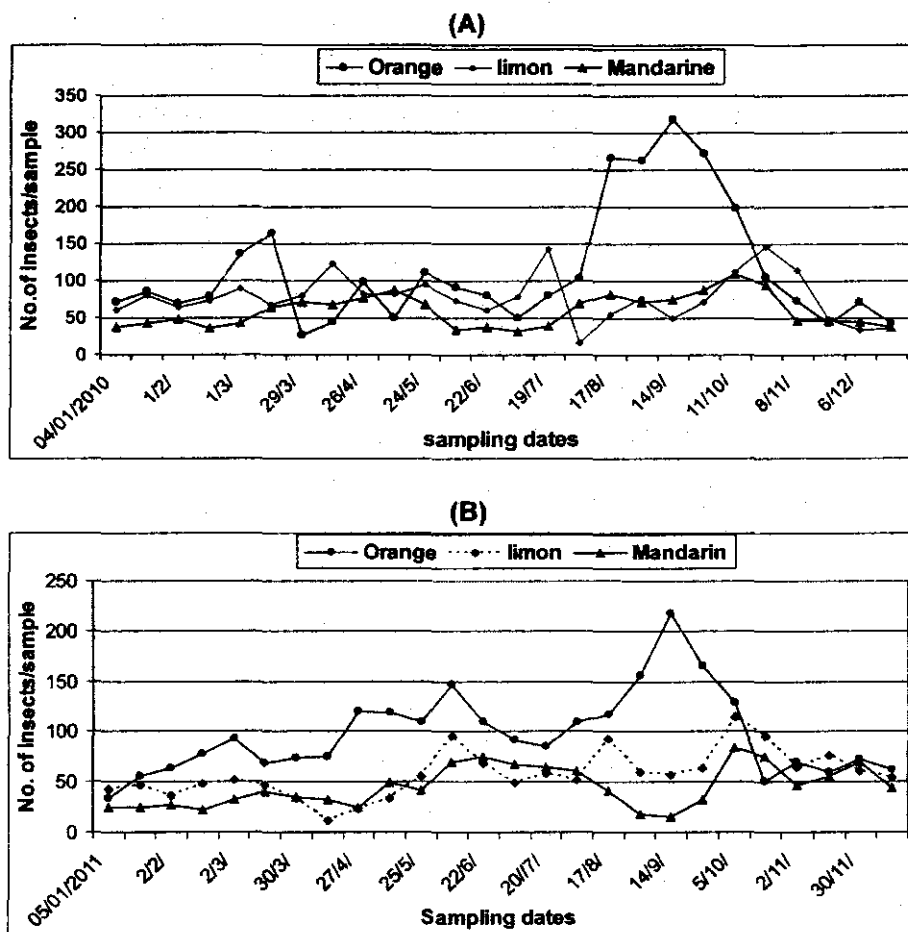 (A)
Orange limon Mandarine
No.of insects/sample
350
300
250
200
150
100
50
0
04/01/2010 1/2/ 1/3/ 29/3/ 26/4/ 24/5/ 22/6/ 19/7/ 17/8/ 14/9/ 11/10/ 8/11/ 6/12/
sampling dates
(B)
Orange limon Mandarin
No. of insects/sample
250
200
150
100
50
0
05/01/2011 2/2/ 2/3/ 30/3/ 27/4/ 25/5/ 22/6/ 20/7/ 17/8/ 14/9/ 5/10/ 2/11/ 30/11/
Sampling dates